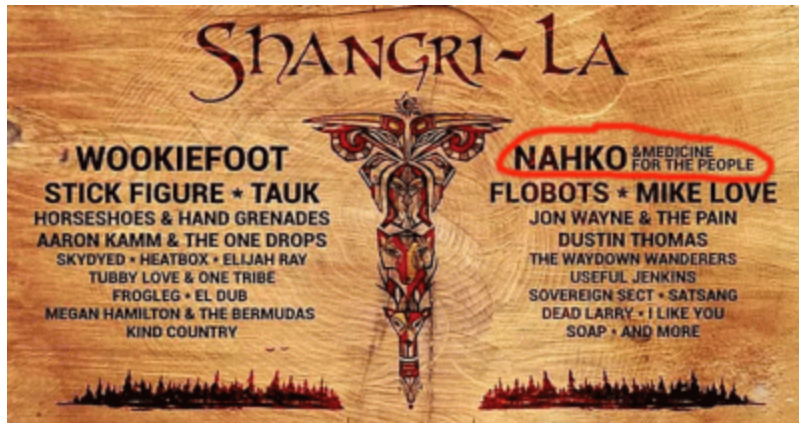 SHANGRI-LA
WOOKIEFOOT
STICK FIGURE * TAUK
HORSESHOES & HAND GRENADES
AARON KAMM & THE ONE DROPS
SKYDYED • HEATBOX • ELIJAH RAY
TUBBY LOVE & ONE TRIBE
FROGLEG • EL DUB
MEGAN HAMILTON & THE BERMUDAS
KIND COUNTRY
NAHKO & MEDICINE
FOR THE PEOPLE
FLOBOTS * MIKE LOVE
JON WAYNE & THE PAIN
DUSTIN THOMAS
THE WAYDOWN WANDERERS
USEFUL JENKINS
SOVEREIGN SECT • SATSANG
DEAD LARRY • I LIKE YOU
SOAP • AND MORE